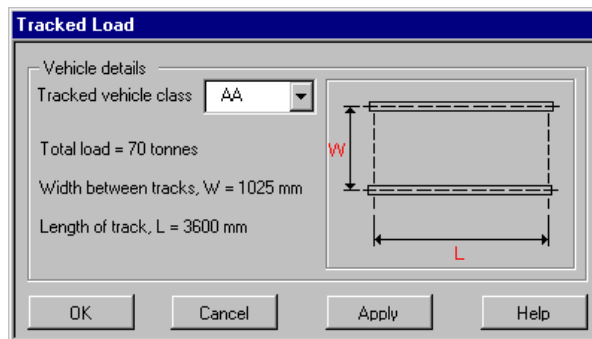 Tracked Load
Vehicle details
Tracked vehicle class AA
Total load = 70 tonnes
Width between tracks, W = 1025 mm
Length of track, L = 3600 mm
W
L
OK Cancel Apply Help